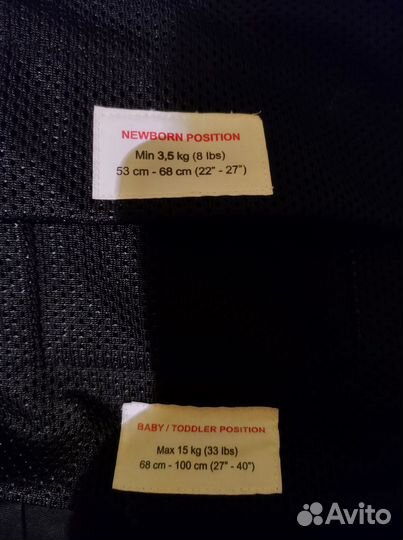 NEWBORN POSITION
Min 3,5 kg (8 lbs)
53 cm - 68 cm (22" - 27")
BABY / TODDLER POSITION
Max 15 kg (33 lbs)
68 cm - 100 cm (27" - 40")
Avito